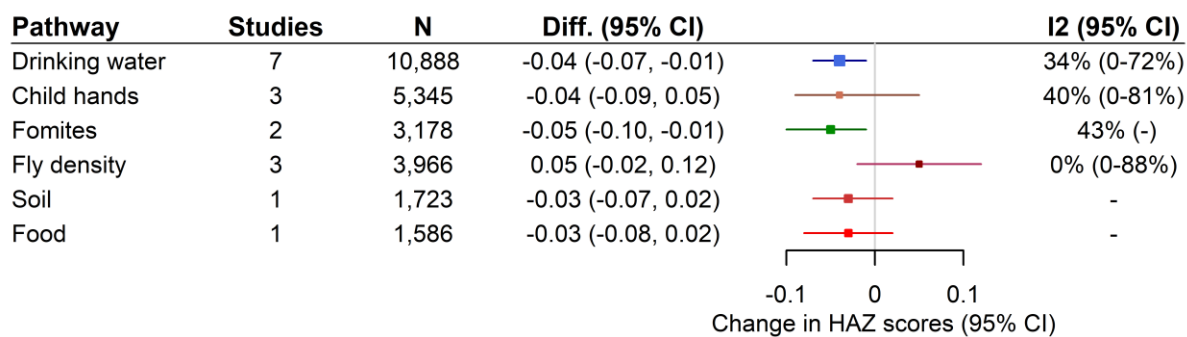 Pathway Studies N Diff. (95% CI) I2 (95% CI)
Drinking water 7 10,888 -0.04 (-0.07, -0.01) 34% (0-72%)
Child hands 3 5,345 -0.04 (-0.09, 0.05) 40% (0-81%)
Fomites 2 3,178 -0.05 (-0.10, -0.01) 43% (-)
Fly density 3 3,966 0.05 (-0.02, 0.12) 0% (0-88%)
Soil 1 1,723 -0.03 (-0.07, 0.02) -
Food 1 1,586 -0.03 (-0.08, 0.02) -
-0.1 0 0.1
Change in HAZ scores (95% CI)